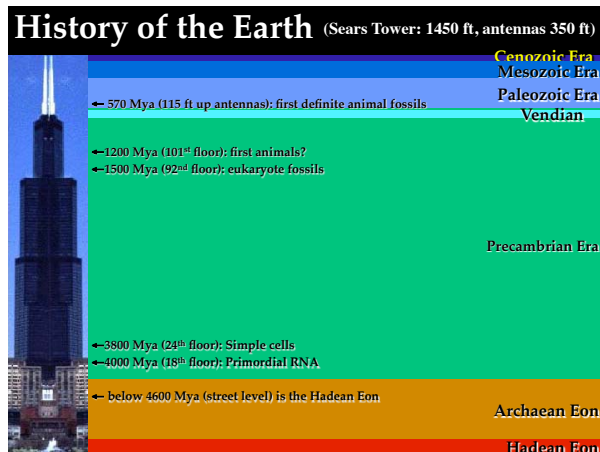 History of the Earth (Sears Tower: 1450 ft, antennas 350 ft)
Cenozoic Era
Mesozoic Era
Paleozoic Era
← 570 Mya (115 ft up antennas): first definite animal fossils
Vendian
←1200 Mya (101st floor): first animals?
←1500 Mya (92nd floor): eukaryote fossils
Precambrian Era
←3800 Mya (24th floor): Simple cells
←4000 Mya (18th floor): Primordial RNA
← below 4600 Mya (street level) is the Hadean Eon
Archaean Eon
Hadean Eon